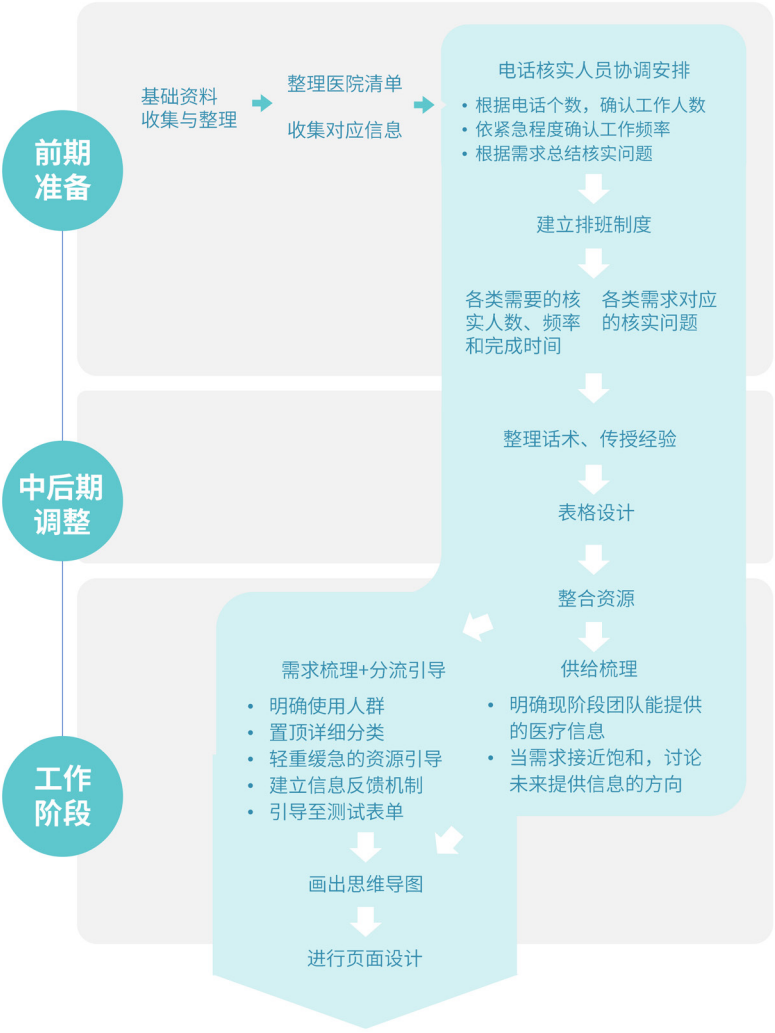 前期
准备
基础资料
收集与整理
整理医院清单
收集对应信息
电话核实人员协调安排
• 根据电话个数，确认工作人数
• 依紧急程度确认工作频率
• 根据需求总结核实问题
建立排班制度
各类需要的核
实人数、频率
和完成时间
各类需求对应
的核实问题
中后期
调整
整理话术、传授经验
表格设计
整合资源
工作
阶段
需求梳理+分流引导
• 明确使用人群
• 置顶详细分类
• 轻重缓急的资源引导
• 建立信息反馈机制
• 引导至测试表单
供给梳理
• 明确现阶段团队能提供
的医疗信息
• 当需求接近饱和，讨论
未来提供信息的方向
画出思维导图
进行页面设计